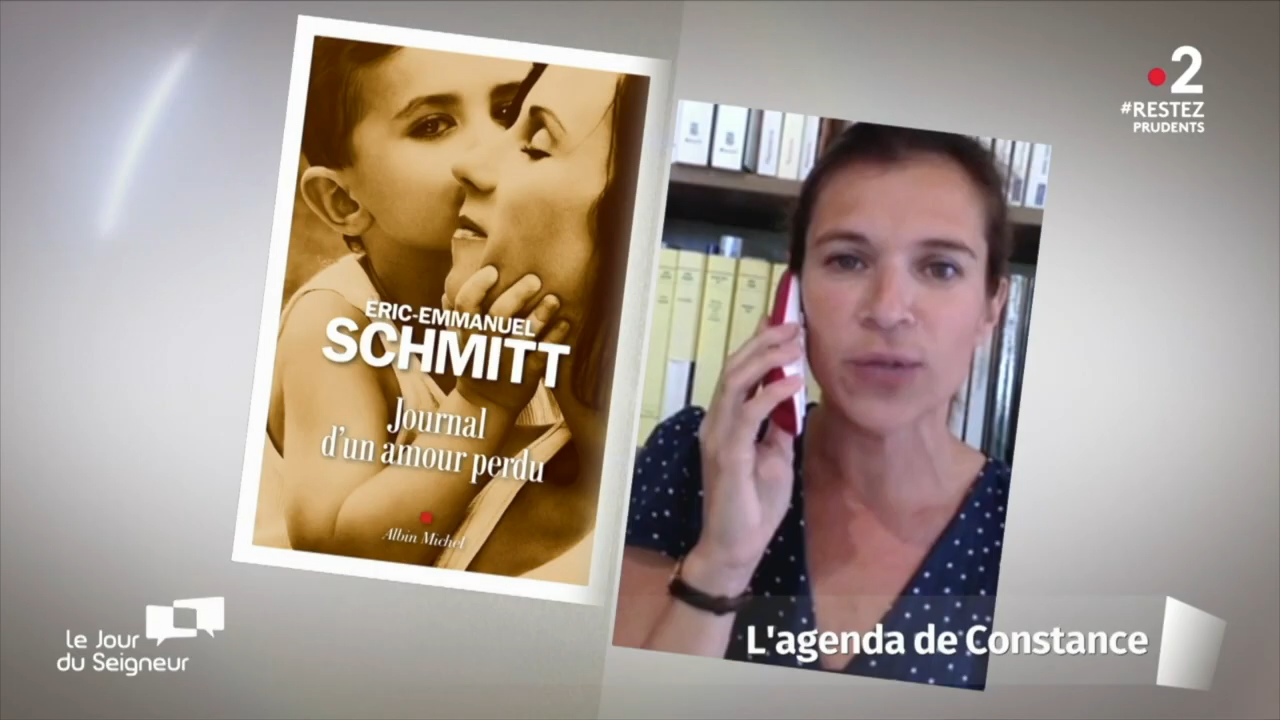 ERIC-EMMANUEL
SCHMITT
Journal
d'un amour perdu
Albin Michel
2
#RESTEZ
PRUDENTS
le Jour
du Seigneur
L'agenda de Constance